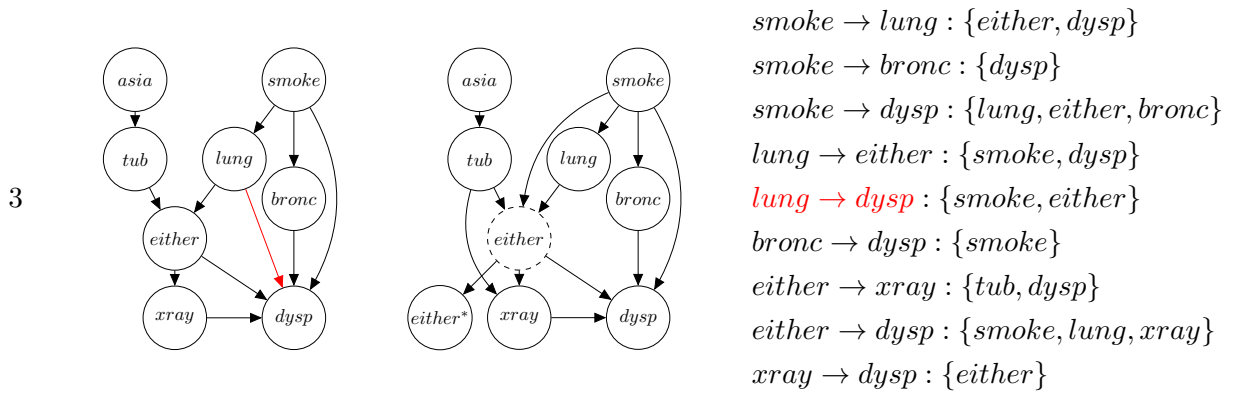 3
asia
smoke
tub
lung
bronc
either
xray
dysp
asia
smoke
tub
lung
bronc
either
either*
xray
dysp
smoke → lung : {either, dysp}
smoke → bronc : {dysp}
smoke → dysp : {lung, either, bronc}
lung → either : {smoke, dysp}
lung → dysp : {smoke, either}
bronc → dysp : {smoke}
either → xray : {tub, dysp}
either → dysp : {smoke, lung, xray}
xray → dysp : {either}